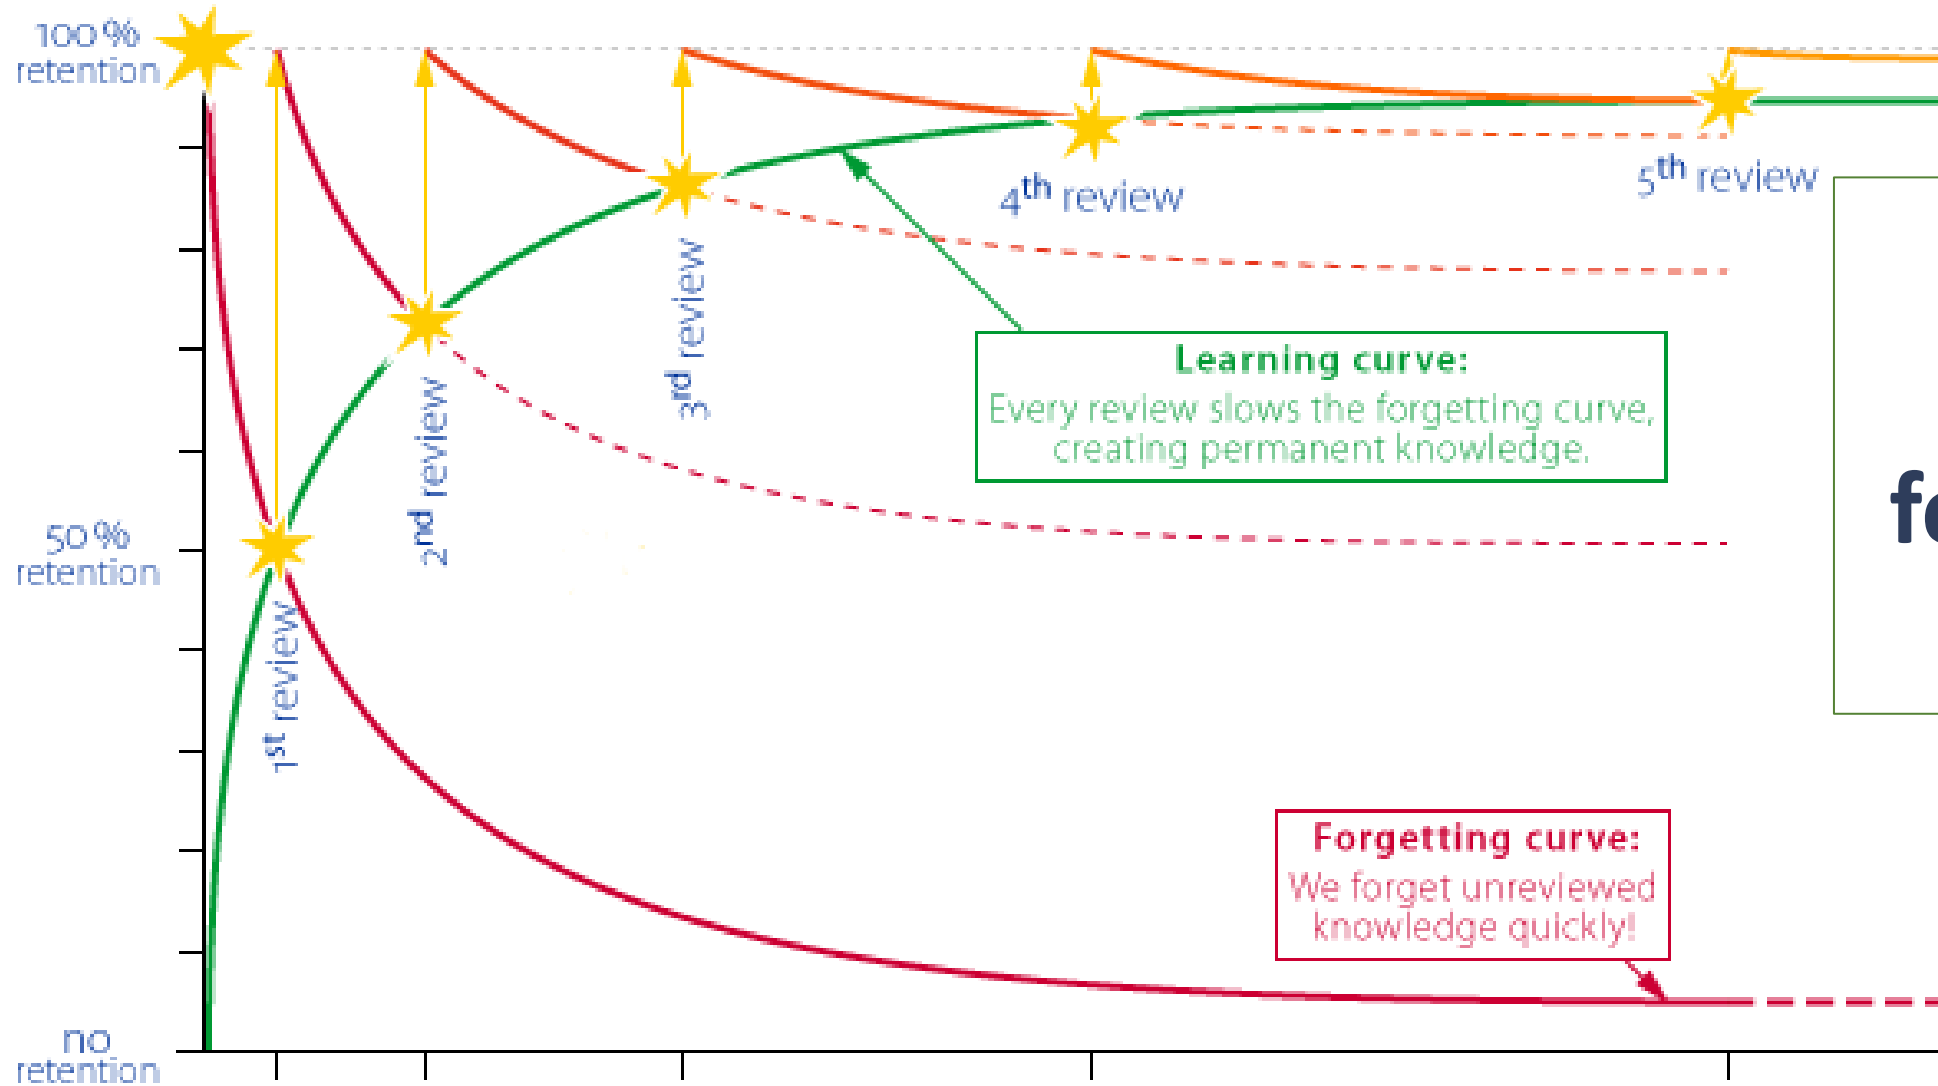 100 %
retention
50 %
retention
no
retention
1st review
2nd review
3rd review
4th review
5th review
Learning curve:
Every review slows the forgetting curve,
creating permanent knowledge.
Forgetting curve:
We forget unreviewed
knowledge quickly!